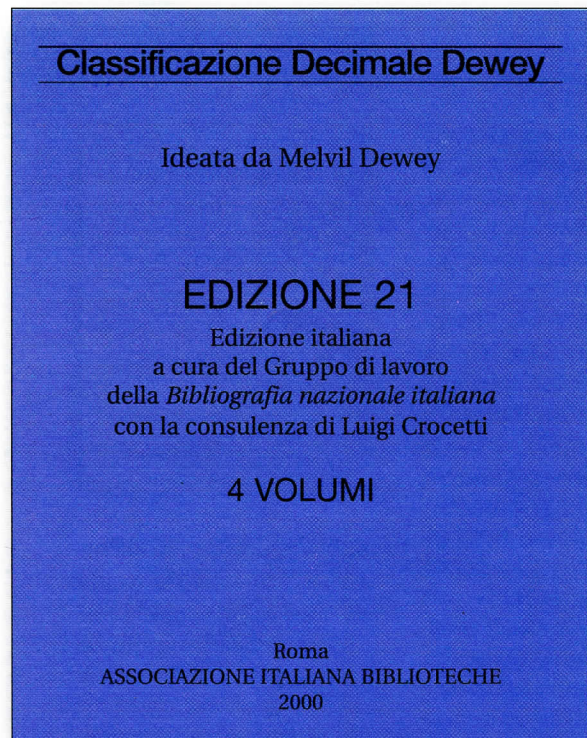 Classificazione Decimale Dewey
Ideata da Melvil Dewey
EDIZIONE 21
Edizione italiana
a cura del Gruppo di lavoro
della Bibliografia nazionale italiana
con la consulenza di Luigi Crocetti
4 VOLUMI
Roma
ASSOCIAZIONE ITALIANA BIBLIOTECHE
2000